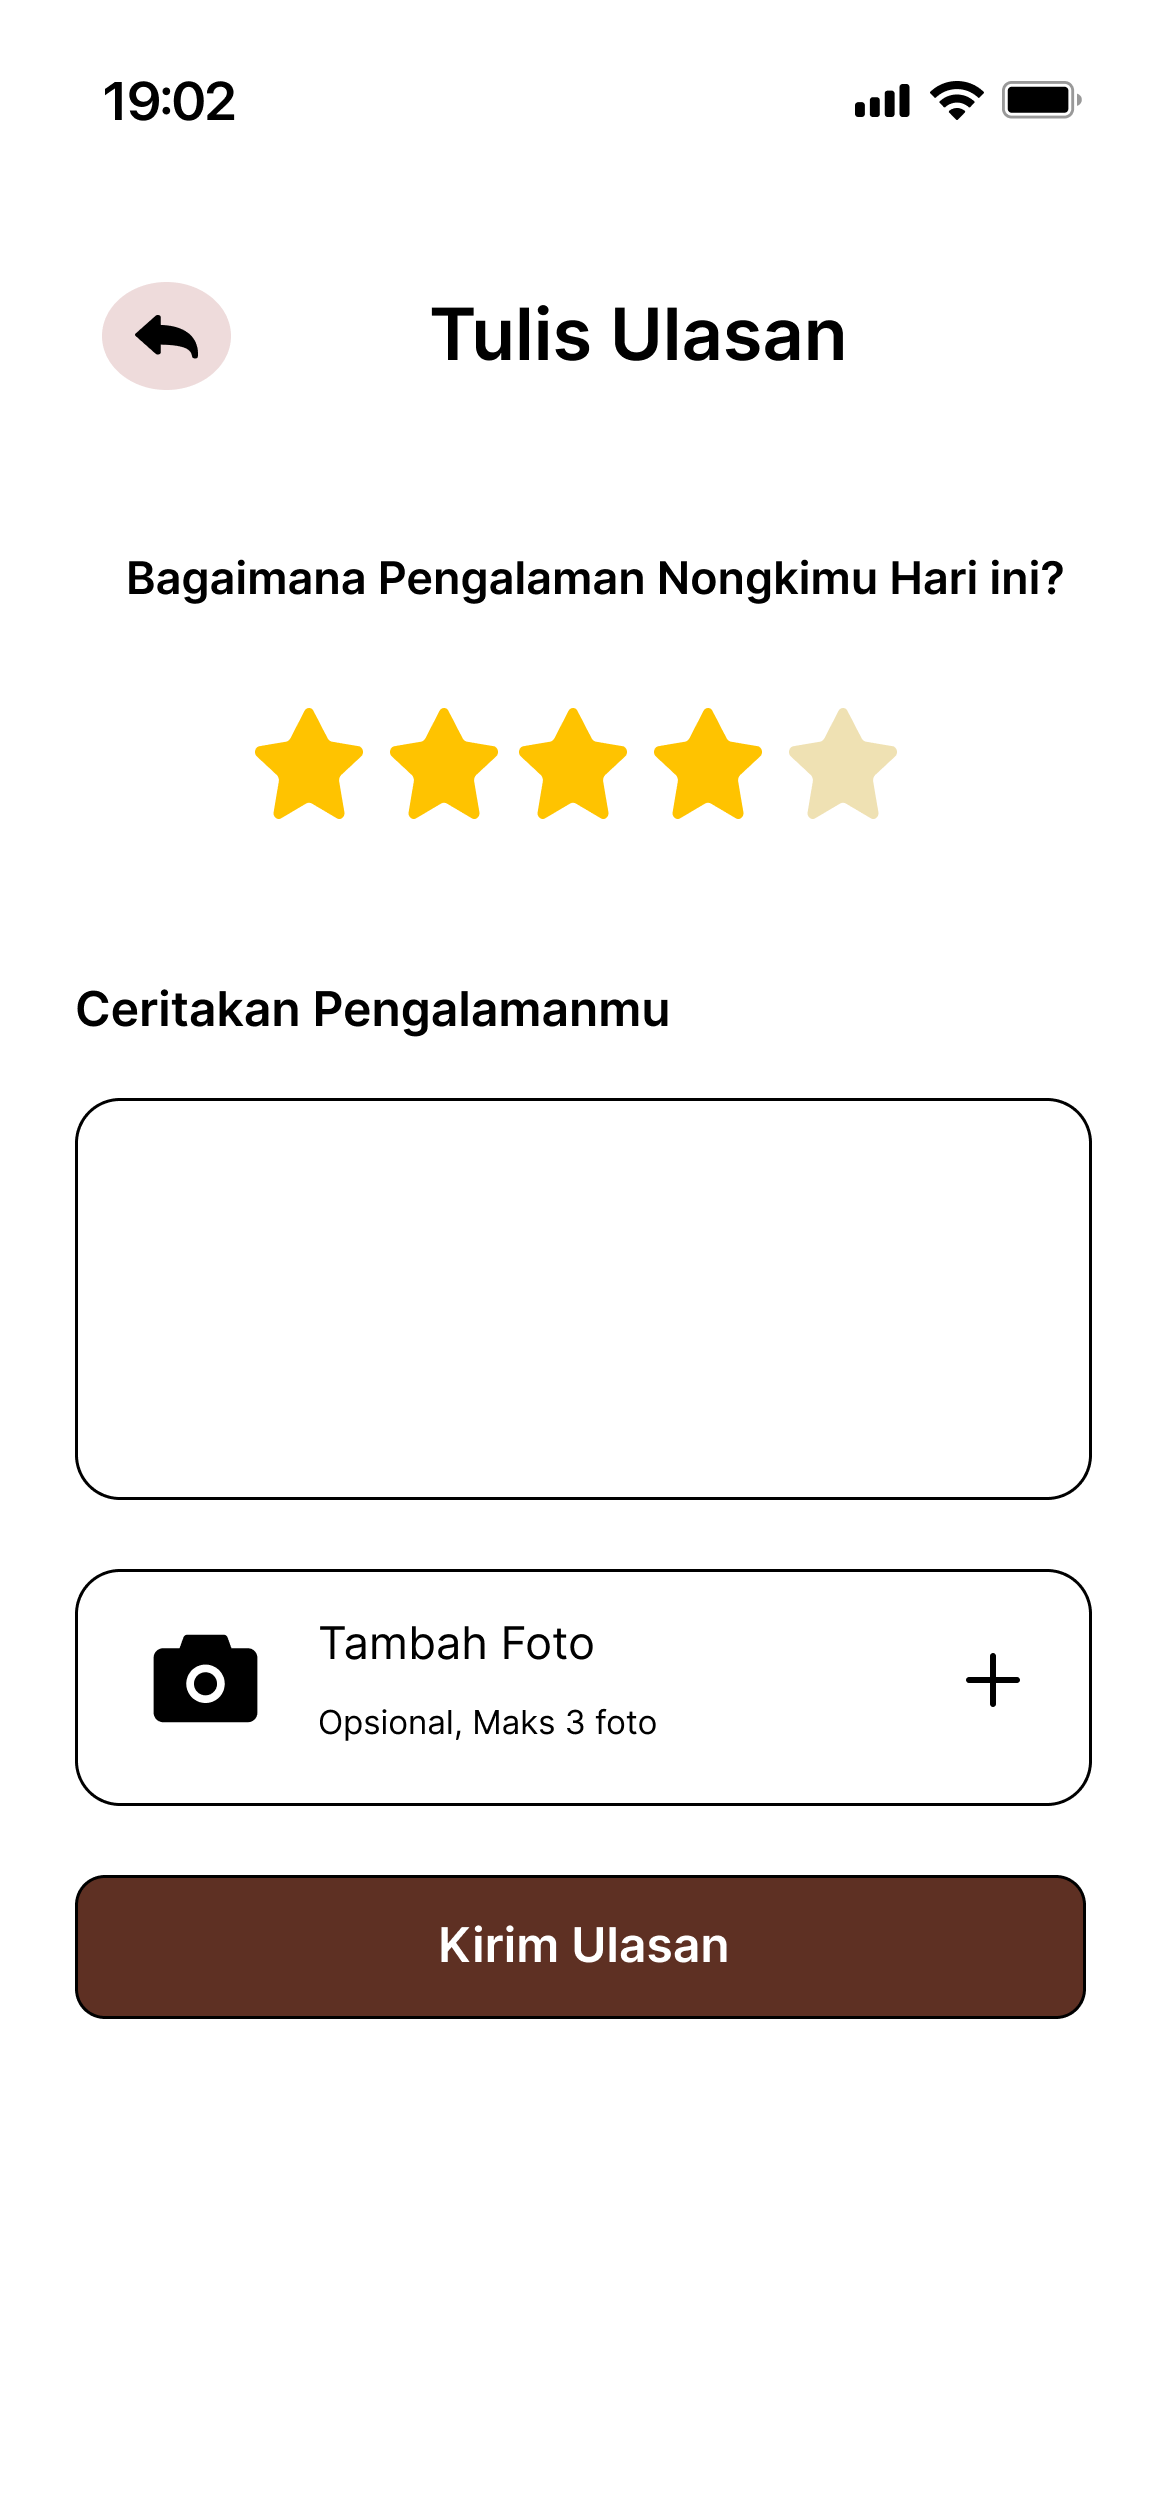 19:02
Tulis Ulasan
Bagaimana Pengalaman Nongkimu Hari ini?
Ceritakan Pengalamanmu
Tambah Foto
Opsional, Maks 3 foto
Kirim Ulasan